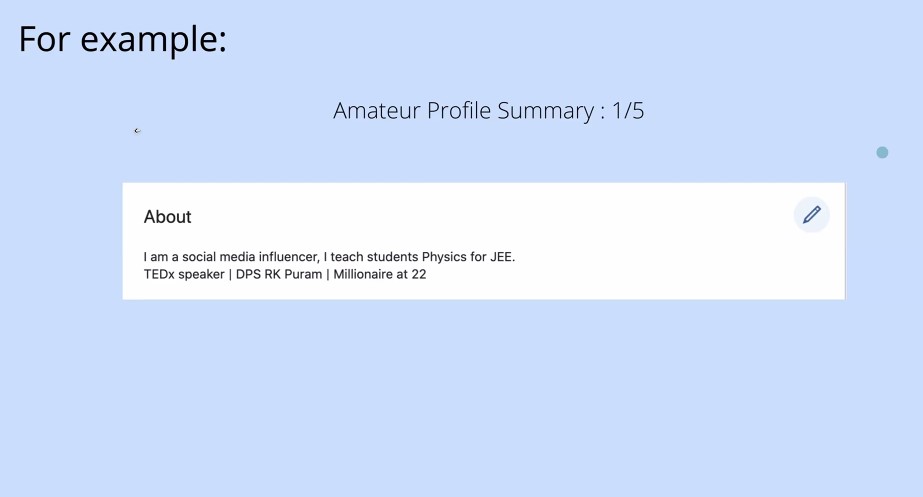 For example:
Amateur Profile Summary : 1/5
About
I am a social media influencer, I teach students Physics for JEE.
TEDx speaker | DPS RK Puram | Millionaire at 22